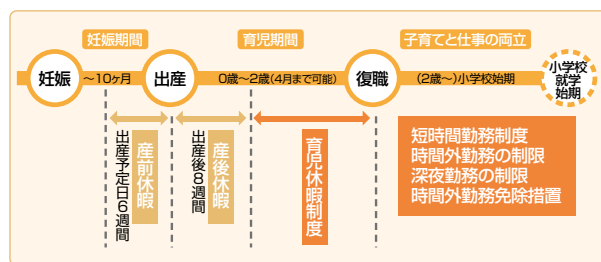 妊娠期間
育児期間
子育てと仕事の両立
妊娠
～10ヶ月
出産
0歳～2歳(4月まで可能)
復職
(2歳～)小学校始期
小学校
就学
始期
出産予定日6週間
産前休暇
出産後8週間
産後休暇
育児休暇制度
短時間勤務制度
時間外勤務の制限
深夜勤務の制限
時間外勤務免除措置